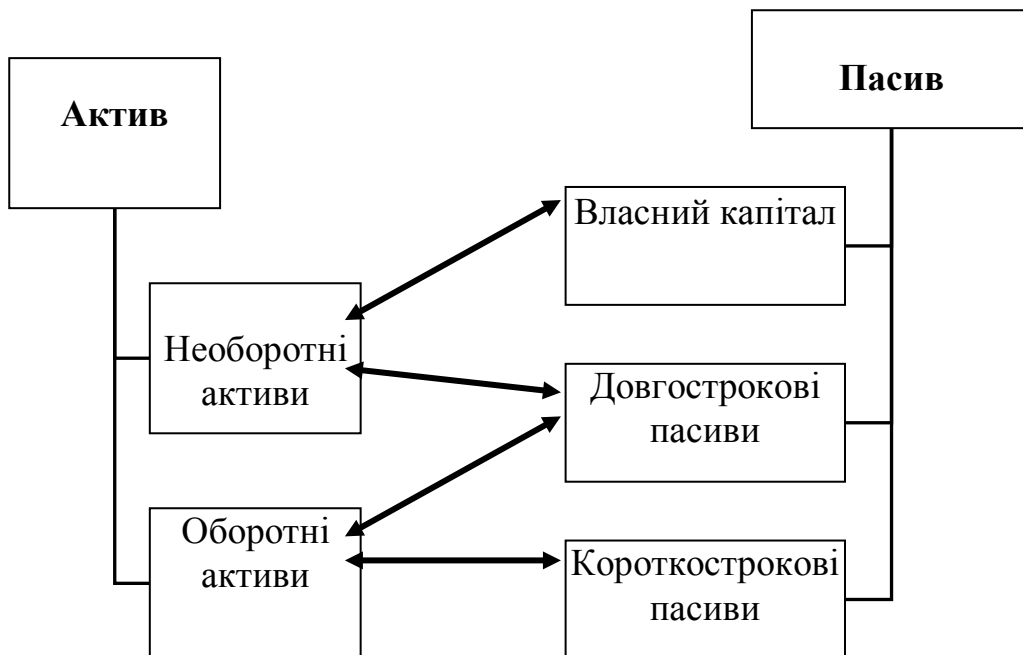 Актив
Пасив
Власний капітал
Необоротні
активи
Довгострокові
пасиви
Оборотні
активи
Короткострокові
пасиви